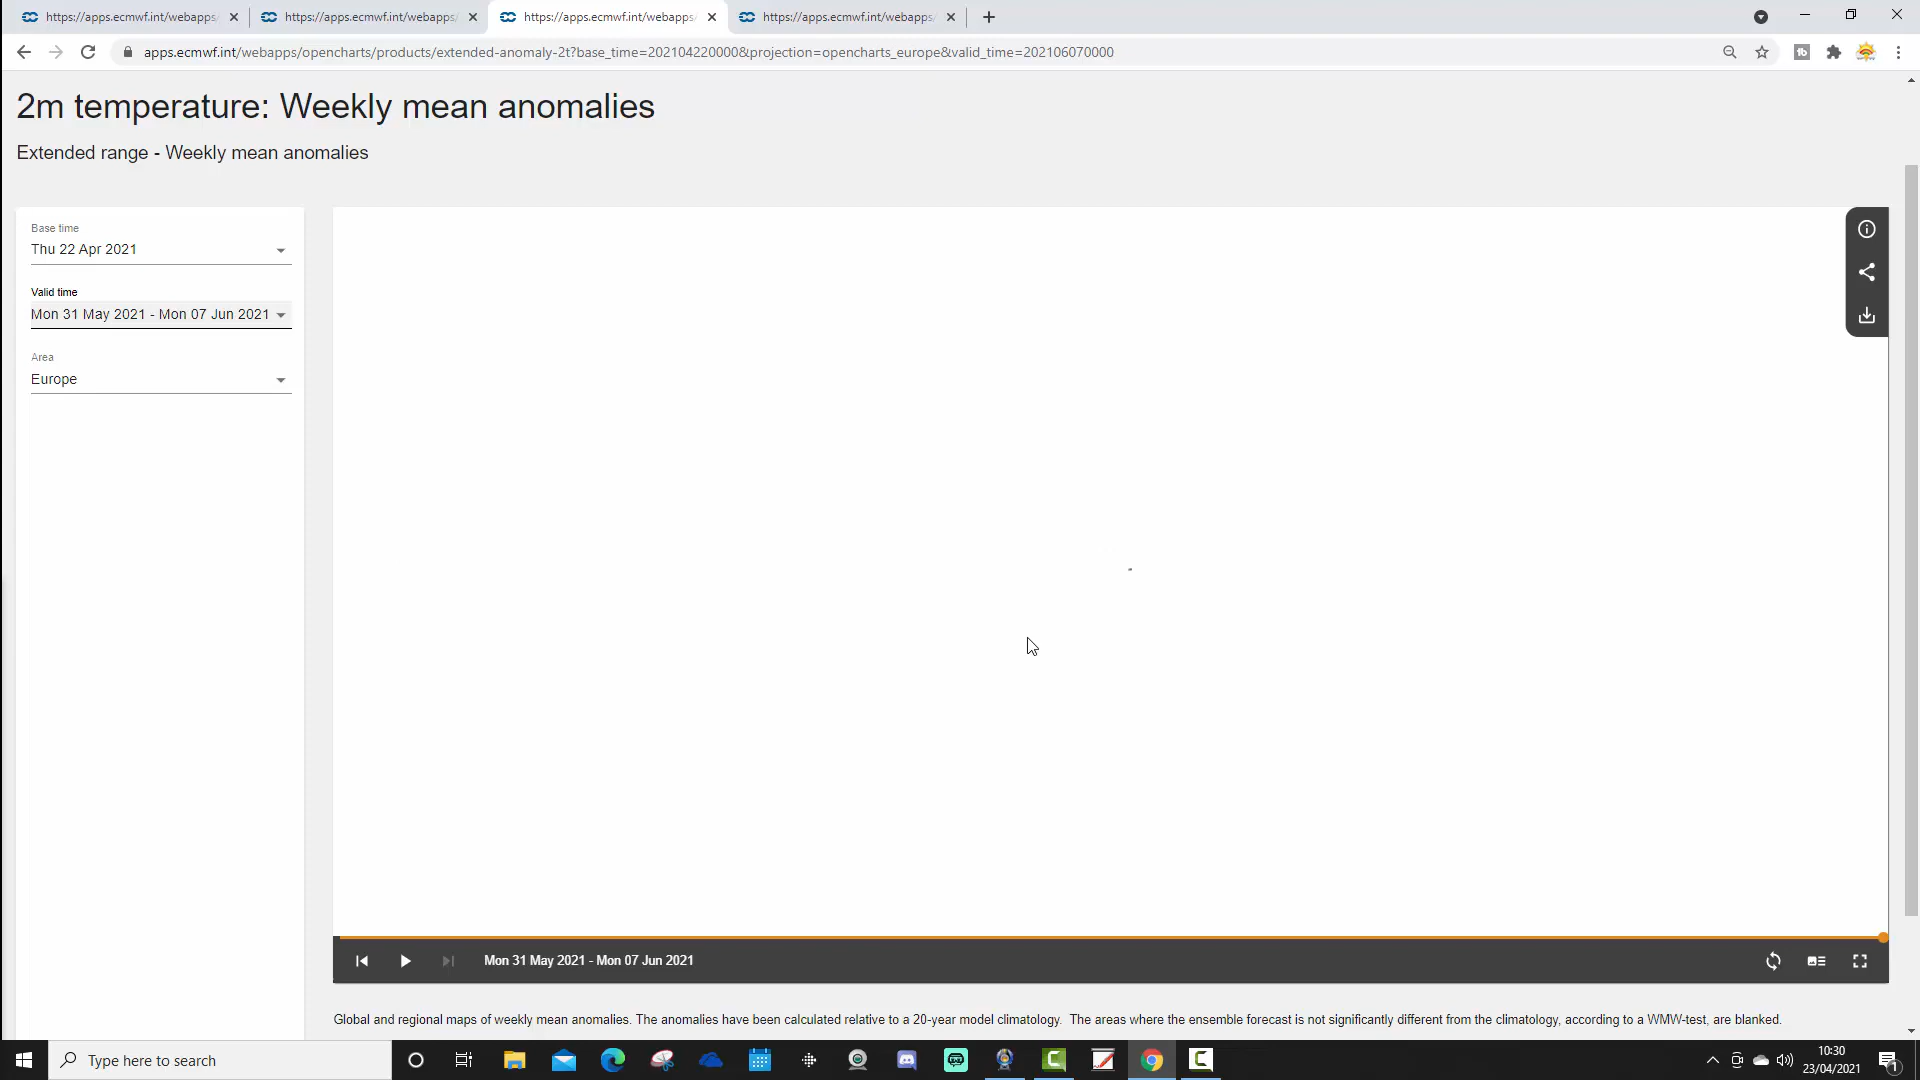 https://apps.ecmwf.int/webapps/ https://apps.ecmwf.int/webapps/ https://apps.ecmwf.int/webapps/ https://apps.ecmwf.int/webapps/
apps.ecmwf.int/webapps/opencharts/products/extended-anomaly-2t?base_time=202104220000&projection=opencharts_europe&valid_time=202106070000
2m temperature: Weekly mean anomalies
Extended range - Weekly mean anomalies
Base time
Thu 22 Apr 2021
Valid time
Mon 31 May 2021 - Mon 07 Jun 2021
Area
Europe
Mon 31 May 2021 - Mon 07 Jun 2021
Global and regional maps of weekly mean anomalies. The anomalies have been calculated relative to a 20-year model climatology. The areas where the ensemble forecast is not significantly different from the climatology, according to a WMW-test, are blanked.
Type here to search
10:30
23/04/2021
1